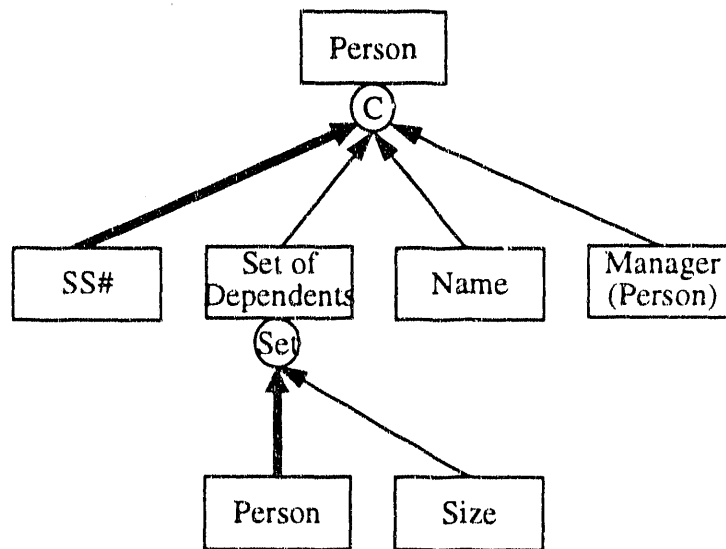 Person
C
SS#
Set of
Dependents
Name
Manager
(Person)
Set
Person
Size